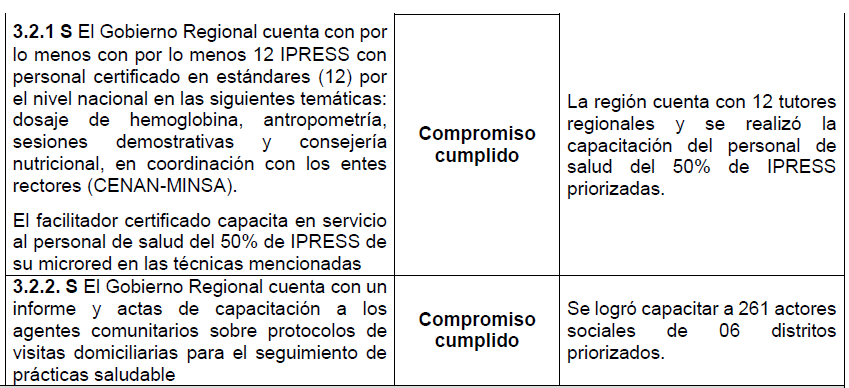 3.2.1 S El Gobierno Regional cuenta con por
lo menos con por lo menos 12 IPRESS con
personal certificado en estándares (12) por
el nivel nacional en las siguientes temáticas:
dosaje de hemoglobina, antropometría,
sesiones demostrativas y consejería
nutricional, en coordinación con los entes
rectores (CENAN-MINSA).
El facilitador certificado capacita en servicio
al personal de salud del 50% de IPRESS de
su microred en las técnicas mencionadas
Compromiso
cumplido
La región cuenta con 12 tutores
regionales y se realizó la
capacitación del personal de
salud del 50% de IPRESS
priorizadas.
3.2.2. S El Gobierno Regional cuenta con un
informe y actas de capacitación a los
agentes comunitarios sobre protocolos de
visitas domiciliarias para el seguimiento de
prácticas saludable
Compromiso
cumplido
Se logró capacitar a 261 actores
sociales de 06 distritos
priorizados.